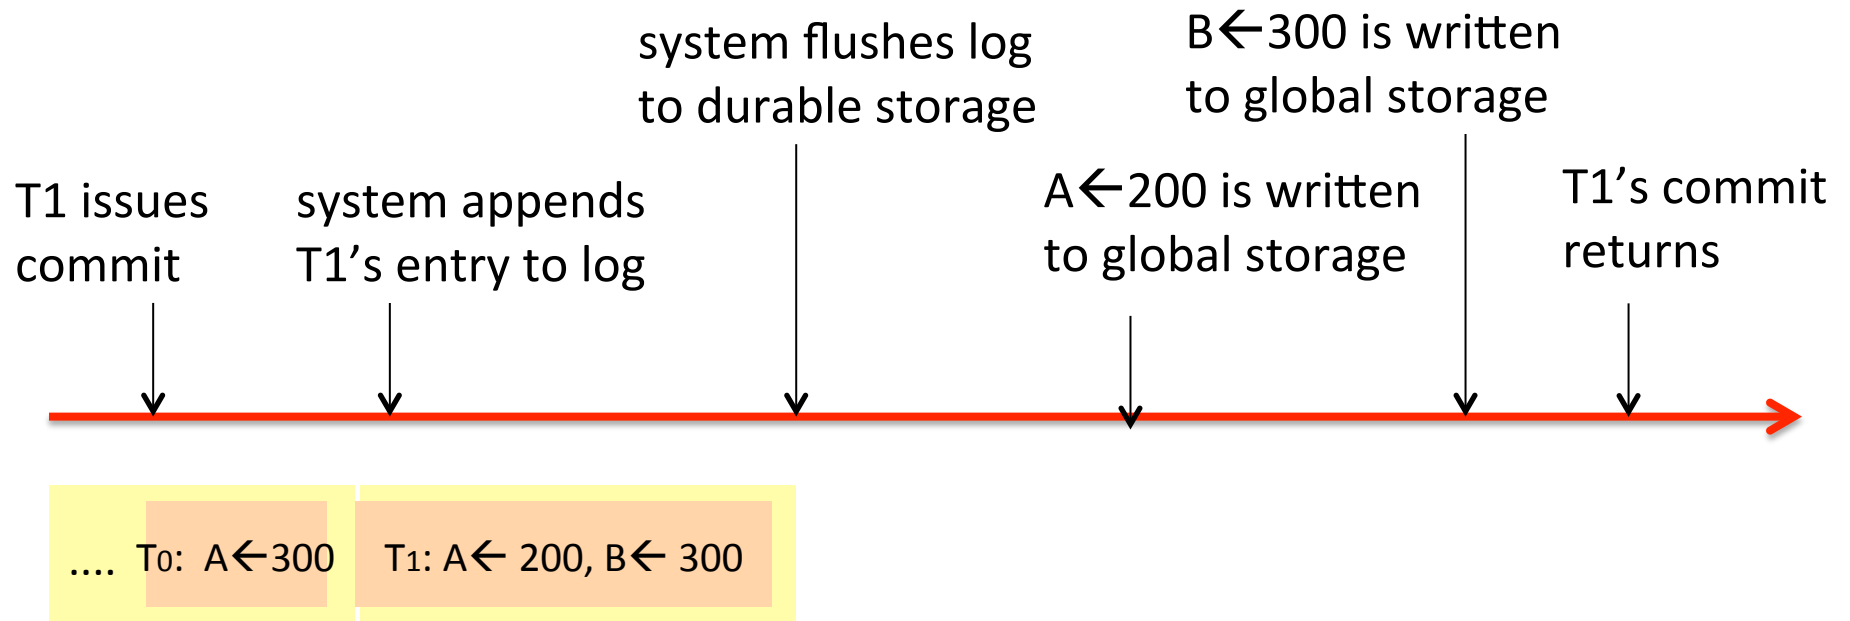 T1 issues
commit
system appends
T1’s entry to log
system flushes log
to durable storage
A←200 is written
to global storage
B←300 is written
to global storage
T1’s commit
returns
.... T0: A←300
T1: A← 200, B← 300